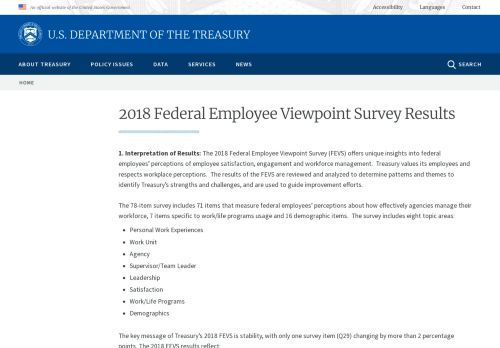 An official website of the United States Government
Accessibility Languages Contact
U.S. DEPARTMENT OF THE TREASURY
ABOUT TREASURY POLICY ISSUES DATA SERVICES NEWS SEARCH
HOME
2018 Federal Employee Viewpoint Survey Results
1. Interpretation of Results: The 2018 Federal Employee Viewpoint Survey (FEVS) offers unique insights into federal
employees' perceptions of employee satisfaction, engagement and workforce management. Treasury values its employees and
respects workplace perceptions. The results of the FEVS are reviewed and analyzed to determine patterns and themes to
identify Treasury's strengths and challenges, and are used to guide improvement efforts.
The 78-item survey includes 71 items that measure federal employees' perceptions about how effectively agencies manage their
workforce, 7 items specific to work/life programs usage and 16 demographic items. The survey includes eight topic areas:
• Personal Work Experiences
• Work Unit
• Agency
• Supervisor/Team Leader
• Leadership
• Satisfaction
• Work/Life Programs
• Demographics
The key message of Treasury's 2018 FEVS is stability, with only one survey item (Q29) changing by more than 2 percentage
points. The 2018 FEVS results reflect: